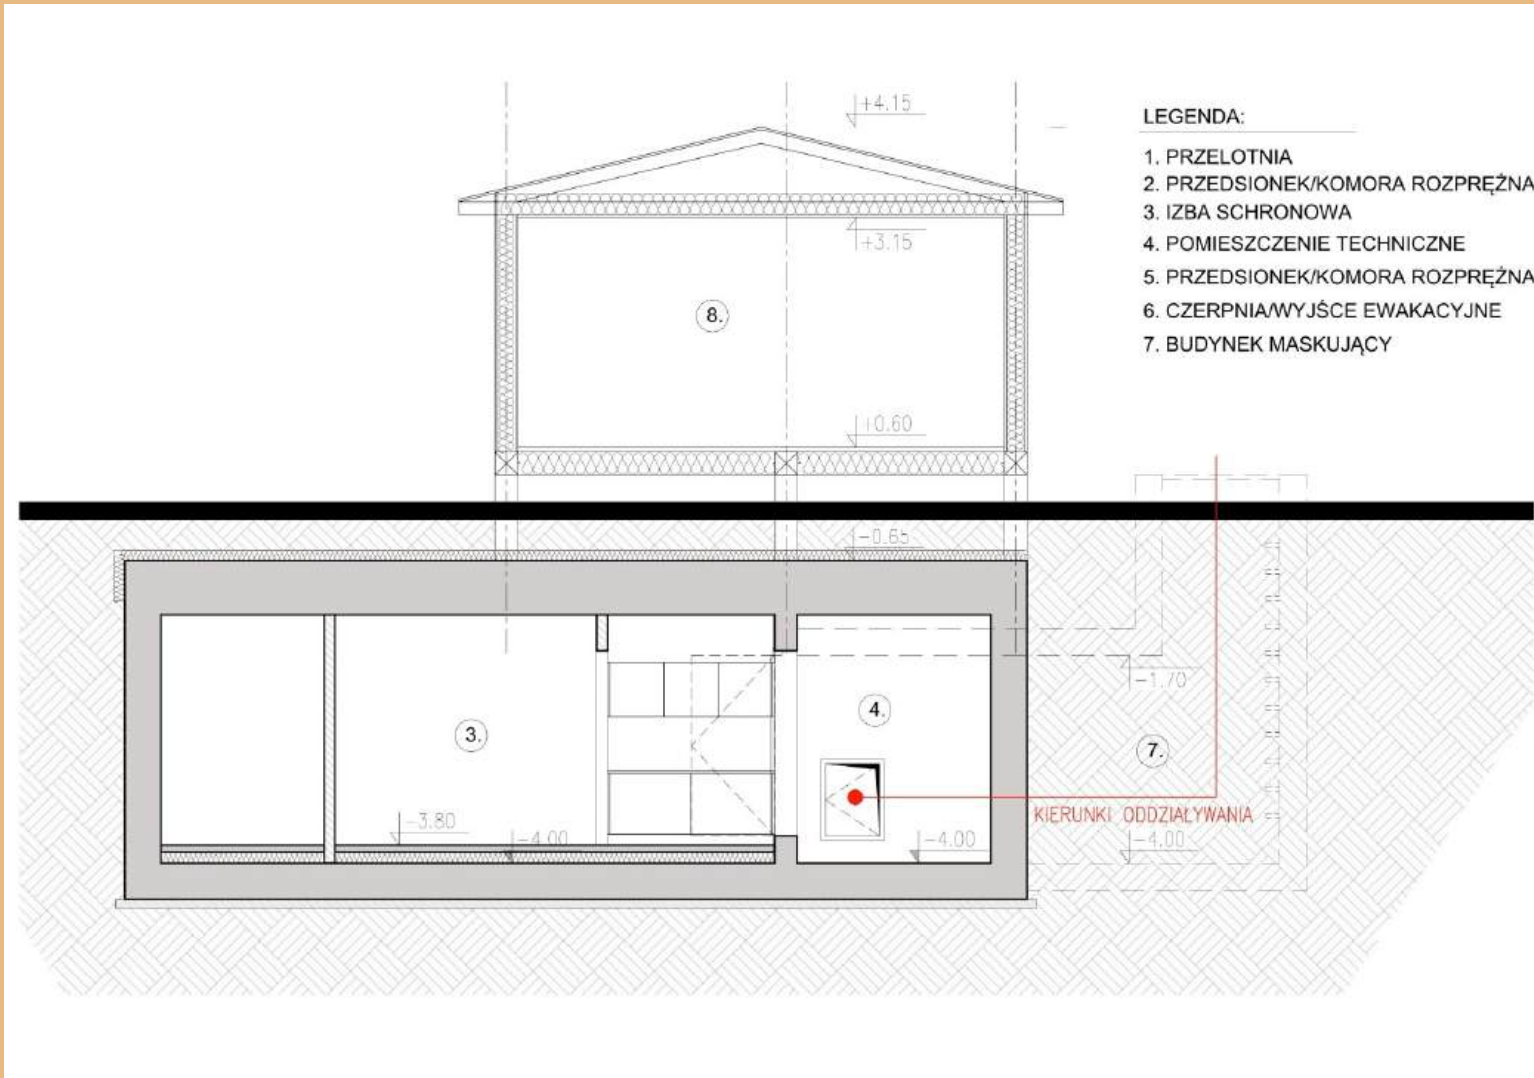 +4.15
LEGENDA:
1. PRZELOTNIA
2. PRZEDSIONEK/KOMORA ROZPRĘŻNA
3. IZBA SCHRONOWA
+3.15
4. POMIESZCZENIE TECHNICZNE
5. PRZEDSIONEK/KOMORA ROZPRĘŻNA
6. CZERPNIA/WYJŚCE EWAKACYJNE
8.
7. BUDYNEK MASKUJĄCY
+0.60
-0.65
-1.70
4.
3.
7.
KIERUNKI ODDZIAŁYWANIA
-3.80
-4.00
-4.00
-4.00